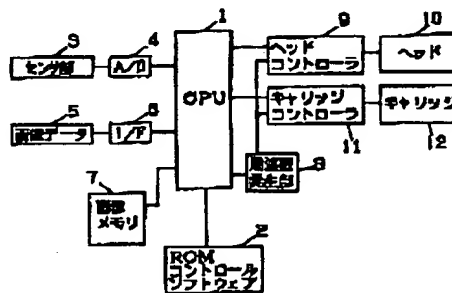 1
9
10
3
4
ヘッド
コントローラ
ヘッド
センサ部
A/D
CPU
5
6
キャリッジ
コントローラ
キャリッジ
画像データ
I/F
11
12
7
8
画像
メモリ
2
ROM
コントロール
ソフトウェア